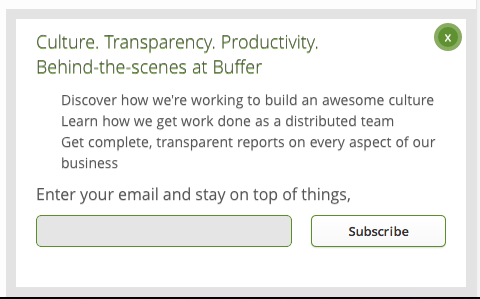 Culture. Transparency. Productivity.
Behind-the-scenes at Buffer
x
Discover how we're working to build an awesome culture
Learn how we get work done as a distributed team
Get complete, transparent reports on every aspect of our
business
Enter your email and stay on top of things,
Subscribe